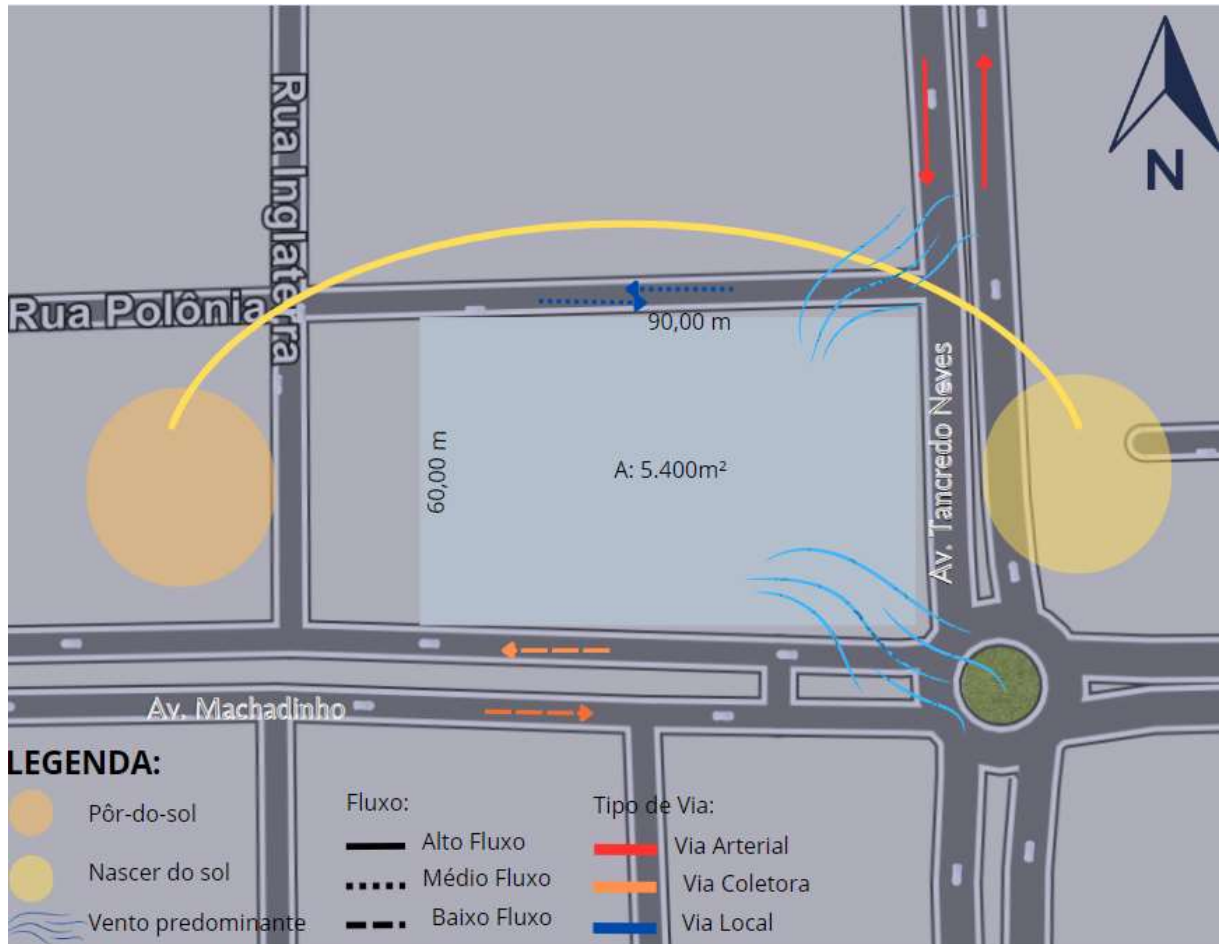 N
Rua Inglaterra
Rua Polônia
90,00 m
60,00 m
A: 5.400m²
Av. Tancredo Neves
Av. Machadinho
LEGENDA:
Pôr-do-sol
Nascer do sol
Vento predominante
Fluxo:
Alto Fluxo
Médio Fluxo
Baixo Fluxo
Tipo de Via:
Via Arterial
Via Coletora
Via Local